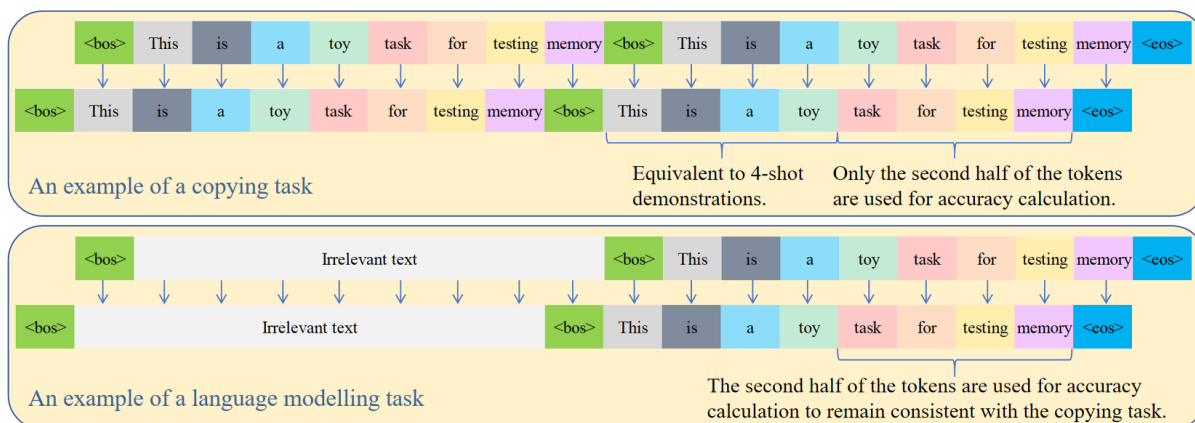 <bos> This is a toy task for testing memory <bos> This is a toy task for testing memory <eos>
<bos> This is a toy task for testing memory <bos> This is a toy task for testing memory <eos>
Equivalent to 4-shot
demonstrations.
Only the second half of the tokens
are used for accuracy calculation.
An example of a copying task
<bos> Irrelevant text <bos> This is a toy task for testing memory <eos>
<bos> Irrelevant text <bos> This is a toy task for testing memory <eos>
The second half of the tokens are used for accuracy
calculation to remain consistent with the copying task.
An example of a language modelling task